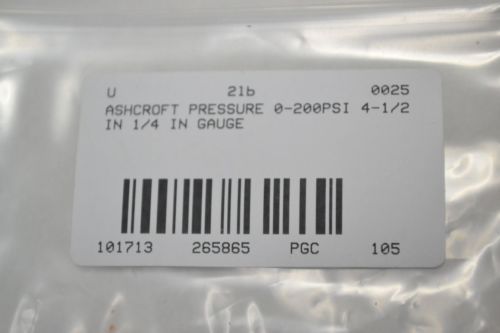 U 21b 0025
ASHCROFT PRESSURE 0-200PSI 4-1/2
IN 1/4 IN GAUGE
101713 265865 PGC 105